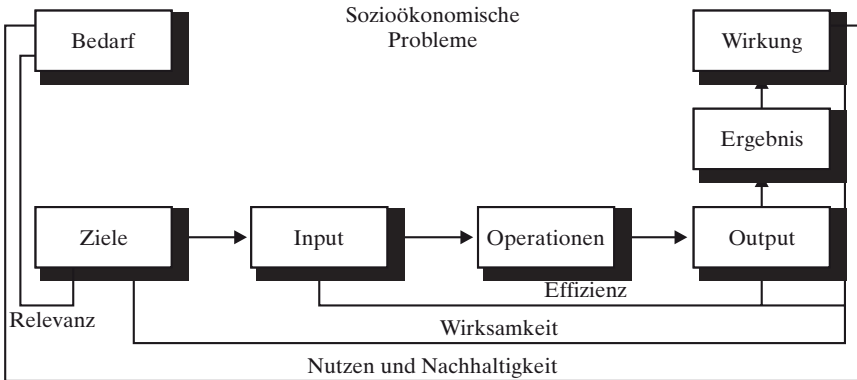 Sozioökonomische
Probleme
Bedarf
Wirkung
Ergebnis
Ziele
Input
Operationen
Output
Effizienz
Relevanz
Wirksamkeit
Nutzen und Nachhaltigkeit